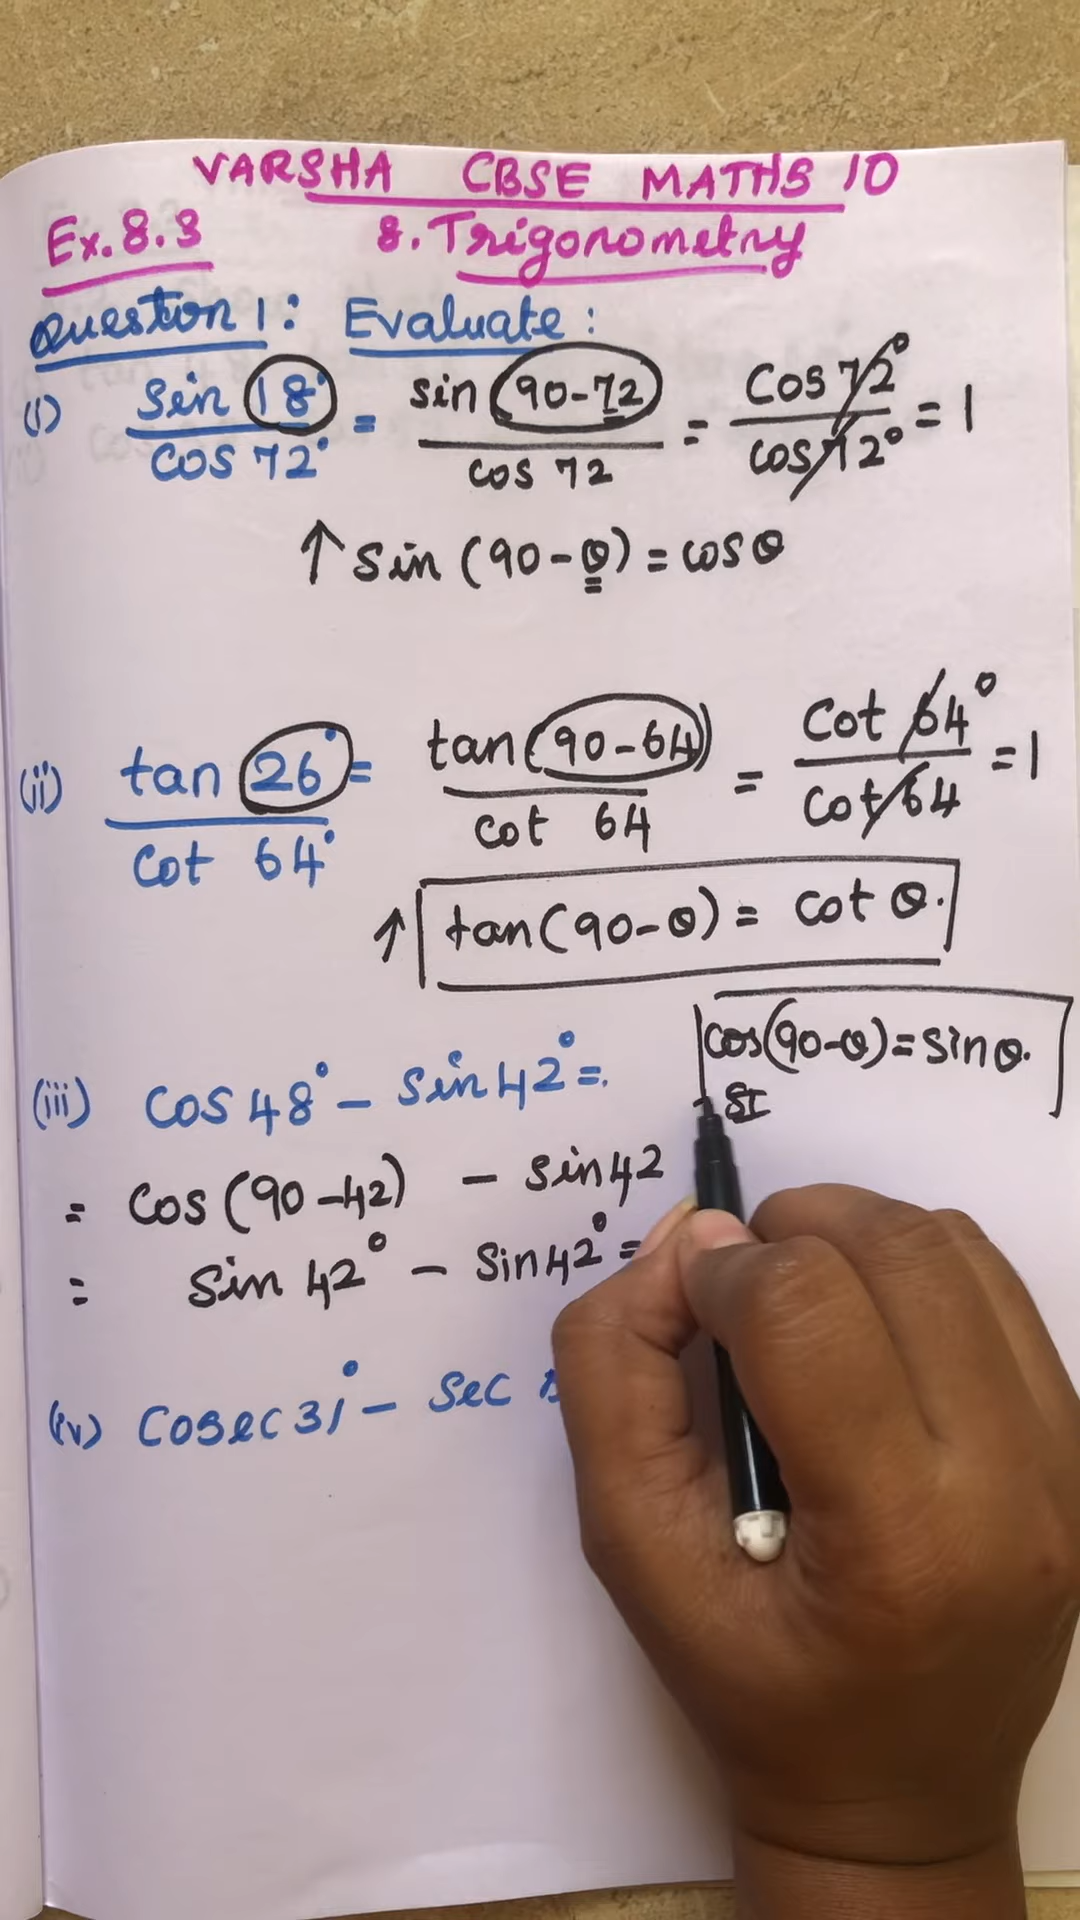 VARSHA CBSE MATHS 10
Ex.8.3 8. Trigonometry
Question 1: Evaluate:
(i) Sin 18° / cos 72° = sin (90-72) / cos 72 = Cos 72° / cos 72° = 1
↑ Sin (90-θ) = cos θ
(ii) tan 26° / cot 64° = tan (90-64) / cot 64 = Cot 64° / cot 64 = 1
↑ tan (90-θ) = cot θ.
cos(90-θ) = sin θ.
(iii) cos 48° - sin 42° =.
= cos (90-42) - sin 42
= sin 42° - sin 42° =
(iv) Cosec 31° - Sec